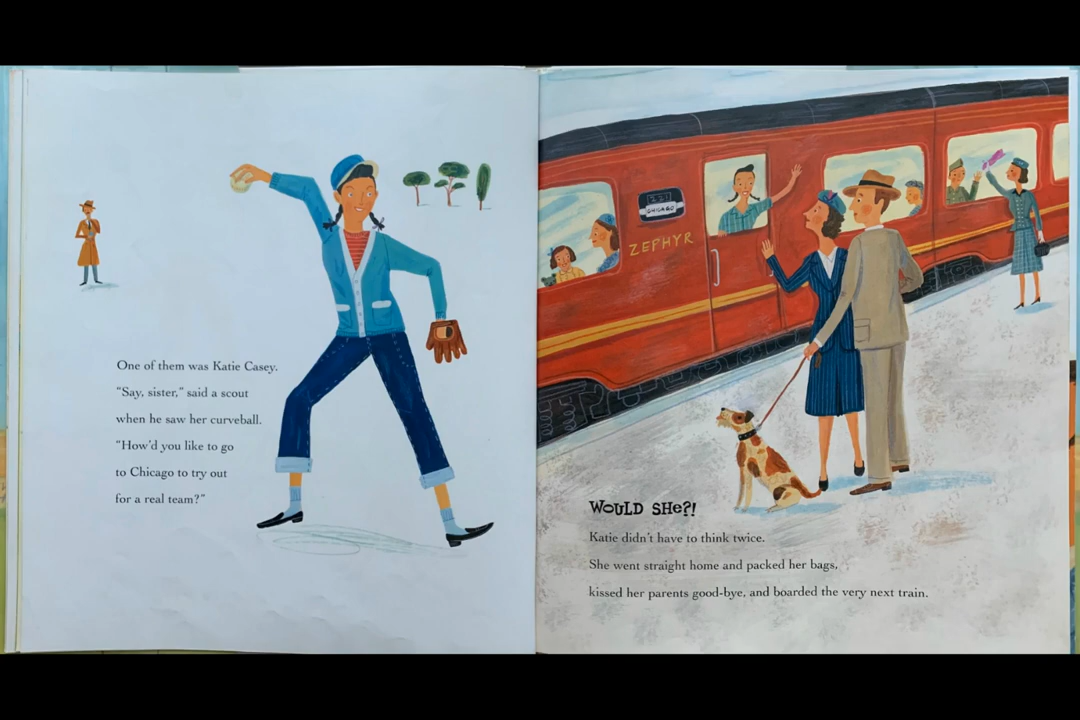 One of them was Katie Casey.
"Say, sister," said a scout
when he saw her curveball.
"How'd you like to go
to Chicago to try out
for a real team?"
CHICAGO
ZEPHYR
WOULD SHe?!
Katie didn't have to think twice.
She went straight home and packed her bags,
kissed her parents good-bye, and boarded the very next train.